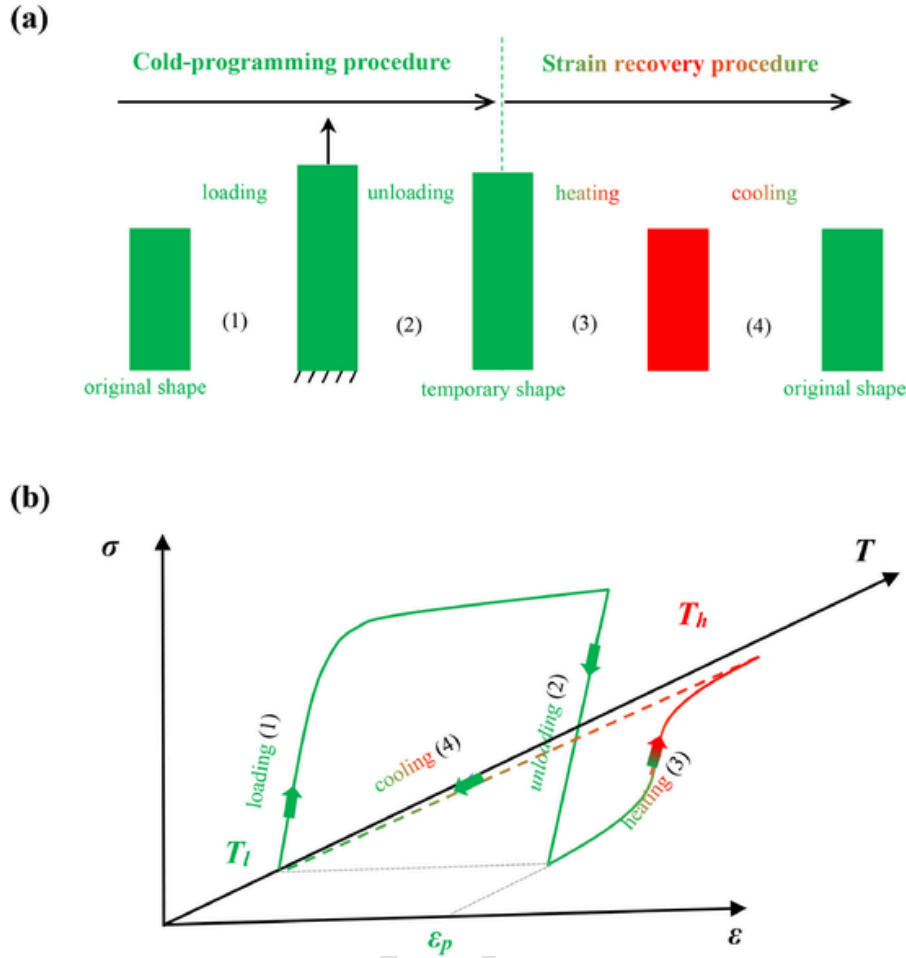 (a)
Cold-programming procedure
Strain recovery procedure
loading
unloading
heating
cooling
(1)
(2)
(3)
(4)
original shape
temporary shape
original shape
(b)
σ
T
T_h
loading (1)
cooling (4)
unloading (2)
heating (3)
T_l
ε_p
ε